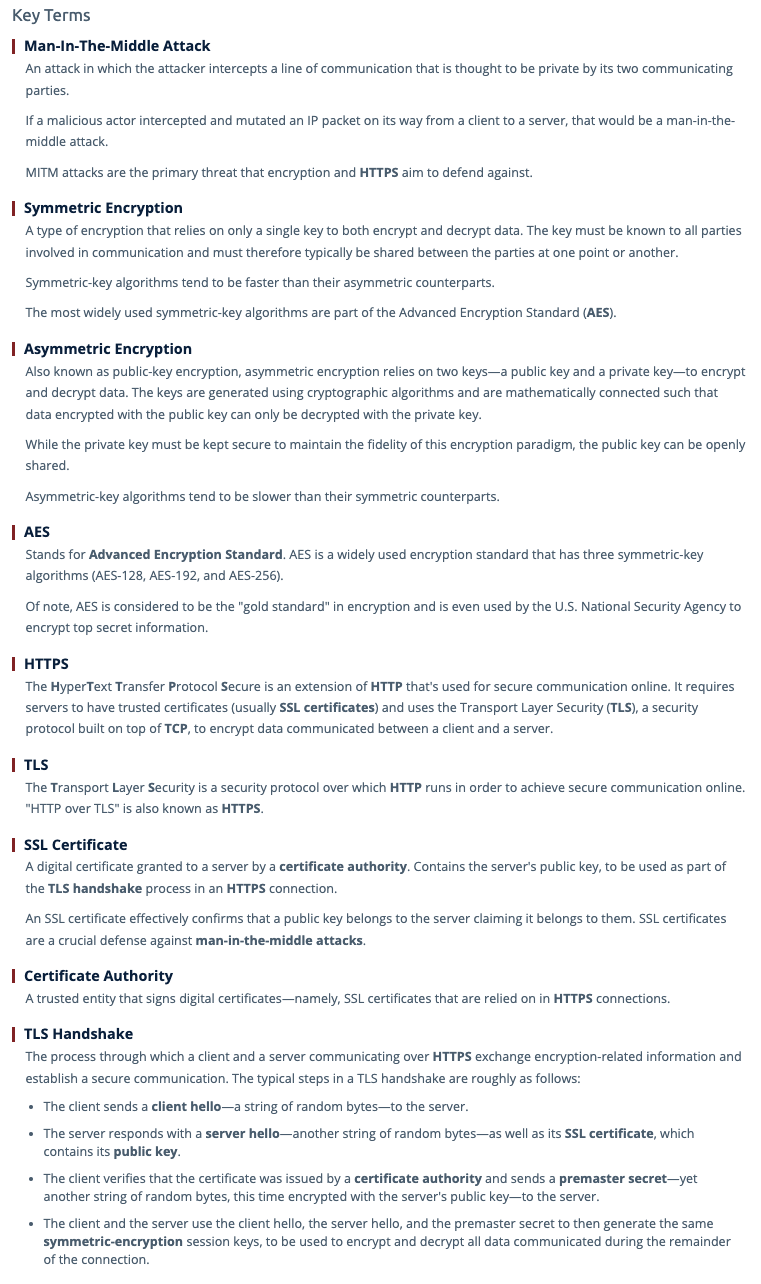 Key Terms
Man-In-The-Middle Attack
An attack in which the attacker intercepts a line of communication that is thought to be private by its two communicating
parties.
If a malicious actor intercepted and mutated an IP packet on its way from a client to a server, that would be a man-in-the-
middle attack.
MITM attacks are the primary threat that encryption and HTTPS aim to defend against.
Symmetric Encryption
A type of encryption that relies on only a single key to both encrypt and decrypt data. The key must be known to all parties
involved in communication and must therefore typically be shared between the parties at one point or another.
Symmetric-key algorithms tend to be faster than their asymmetric counterparts.
The most widely used symmetric-key algorithms are part of the Advanced Encryption Standard (AES).
Asymmetric Encryption
Also known as public-key encryption, asymmetric encryption relies on two keys—a public key and a private key—to encrypt
and decrypt data. The keys are generated using cryptographic algorithms and are mathematically connected such that
data encrypted with the public key can only be decrypted with the private key.
While the private key must be kept secure to maintain the fidelity of this encryption paradigm, the public key can be openly
shared.
Asymmetric-key algorithms tend to be slower than their symmetric counterparts.
AES
Stands for Advanced Encryption Standard. AES is a widely used encryption standard that has three symmetric-key
algorithms (AES-128, AES-192, and AES-256).
Of note, AES is considered to be the "gold standard" in encryption and is even used by the U.S. National Security Agency to
encrypt top secret information.
HTTPS
The HyperText Transfer Protocol Secure is an extension of HTTP that's used for secure communication online. It requires
servers to have trusted certificates (usually SSL certificates) and uses the Transport Layer Security (TLS), a security
protocol built on top of TCP, to encrypt data communicated between a client and a server.
TLS
The Transport Layer Security is a security protocol over which HTTP runs in order to achieve secure communication online.
"HTTP over TLS" is also known as HTTPS.
SSL Certificate
A digital certificate granted to a server by a certificate authority. Contains the server's public key, to be used as part of
the TLS handshake process in an HTTPS connection.
An SSL certificate effectively confirms that a public key belongs to the server claiming it belongs to them. SSL certificates
are a crucial defense against man-in-the-middle attacks.
Certificate Authority
A trusted entity that signs digital certificates—namely, SSL certificates that are relied on in HTTPS connections.
TLS Handshake
The process through which a client and a server communicating over HTTPS exchange encryption-related information and
establish a secure communication. The typical steps in a TLS handshake are roughly as follows:
• The client sends a client hello—a string of random bytes—to the server.
• The server responds with a server hello—another string of random bytes—as well as its SSL certificate, which
contains its public key.
• The client verifies that the certificate was issued by a certificate authority and sends a premaster secret—yet
another string of random bytes, this time encrypted with the server's public key—to the server.
• The client and the server use the client hello, the server hello, and the premaster secret to then generate the same
symmetric-encryption session keys, to be used to encrypt and decrypt all data communicated during the remainder
of the connection.